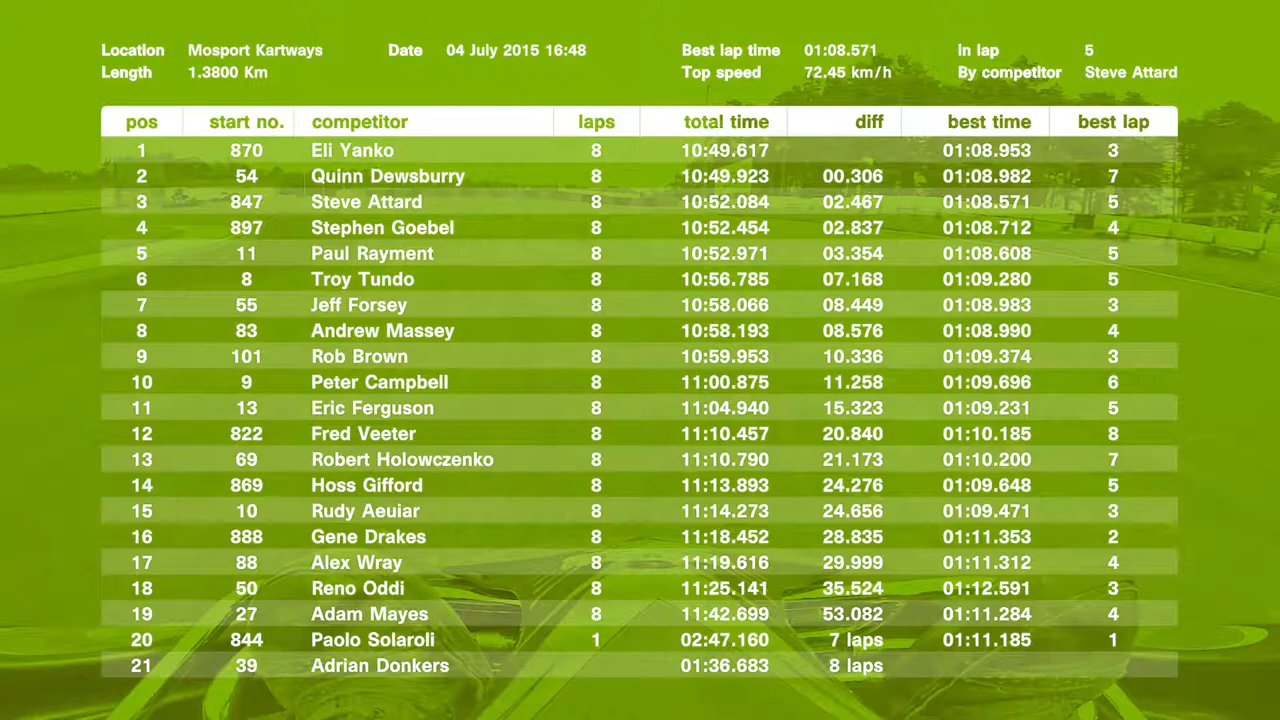 Location Mosport Kartways Date 04 July 2015 16:48 Best lap time 01:08.571 In lap 5
Length 1.3800 Km Top speed 72.45 km/h By competitor Steve Attard
pos start no. competitor laps total time diff best time best lap
1 870 Eli Yanko 8 10:49.617 01:08.953 3
2 54 Quinn Dewsburry 8 10:49.923 00.306 01:08.982 7
3 847 Steve Attard 8 10:52.084 02.467 01:08.571 5
4 897 Stephen Goebel 8 10:52.454 02.837 01:08.712 4
5 11 Paul Rayment 8 10:52.971 03.354 01:08.608 5
6 8 Troy Tundo 8 10:56.785 07.168 01:09.280 5
7 55 Jeff Forsey 8 10:58.066 08.449 01:08.983 3
8 83 Andrew Massey 8 10:58.193 08.576 01:08.990 4
9 101 Rob Brown 8 10:59.953 10.336 01:09.374 3
10 9 Peter Campbell 8 11:00.875 11.258 01:09.696 6
11 13 Eric Ferguson 8 11:04.940 15.323 01:09.231 5
12 822 Fred Veeter 8 11:10.457 20.840 01:10.185 8
13 69 Robert Holowczenko 8 11:10.790 21.173 01:10.200 7
14 869 Hoss Gifford 8 11:13.893 24.276 01:09.648 5
15 10 Rudy Aeuiar 8 11:14.273 24.656 01:09.471 3
16 888 Gene Drakes 8 11:18.452 28.835 01:11.353 2
17 88 Alex Wray 8 11:19.616 29.999 01:11.312 4
18 50 Reno Oddi 8 11:25.141 35.524 01:12.591 3
19 27 Adam Mayes 8 11:42.699 53.082 01:11.284 4
20 844 Paolo Solaroli 1 02:47.160 7 laps 01:11.185 1
21 39 Adrian Donkers 01:36.683 8 laps